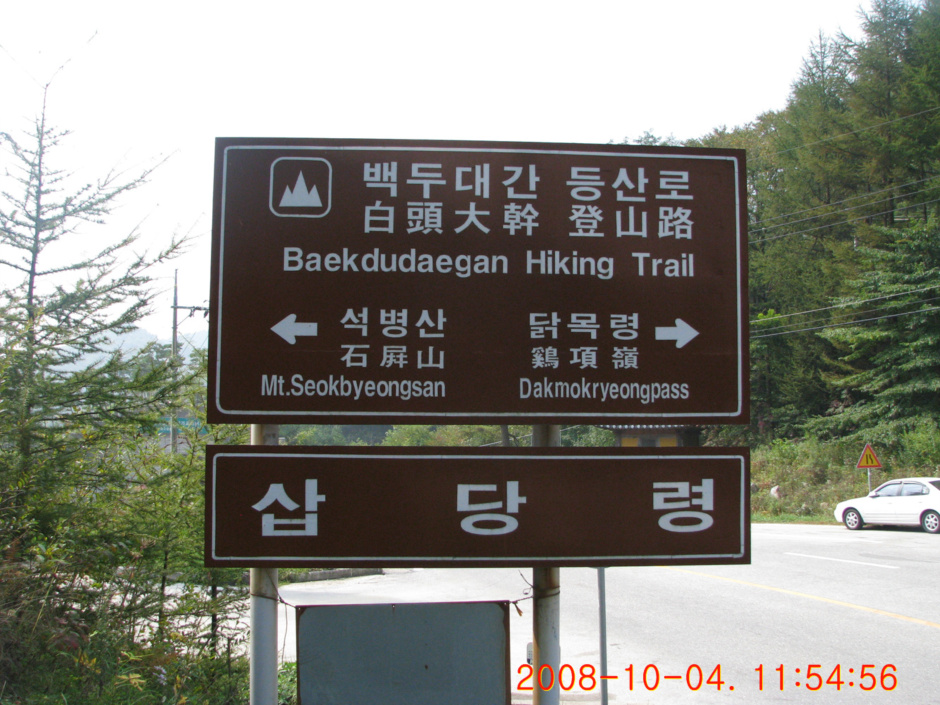 백두대간 등산로
白頭大幹 登山路
Baekdudaegan Hiking Trail
석병산 닭목령
石屛山 鷄項嶺
Mt.Seokbyeongsan Dakmokryeongpass
삽당령
2008-10-04. 11:54:56